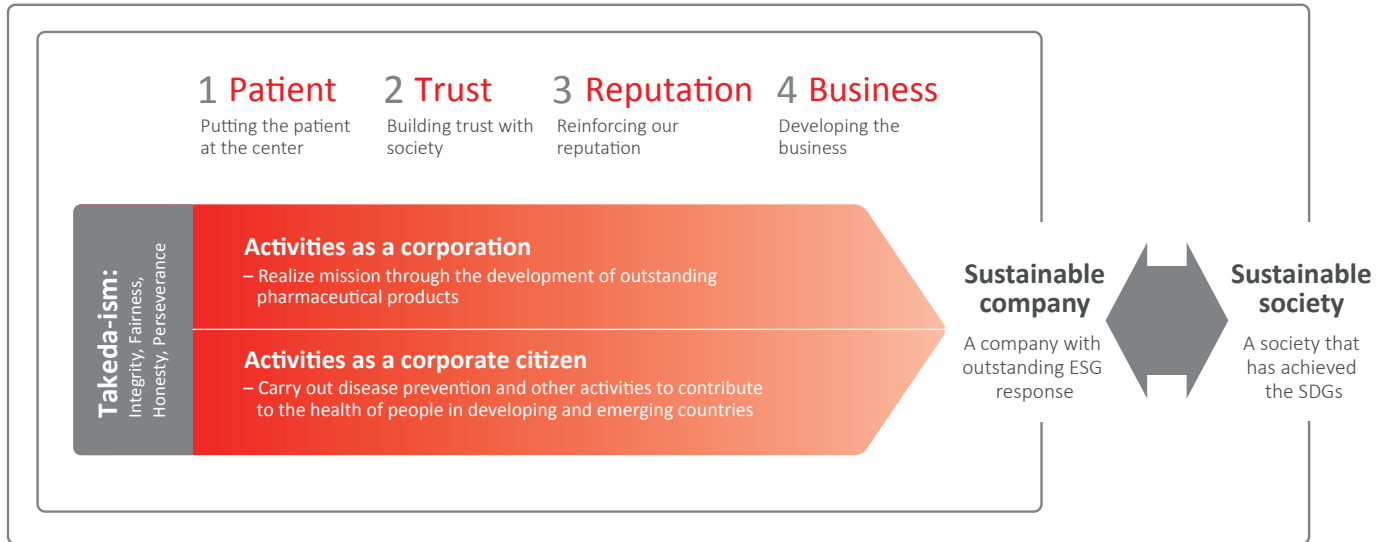 1 Patient
Putting the patient
at the center
2 Trust
Building trust with
society
3 Reputation
Reinforcing our
reputation
4 Business
Developing the
business
Takeda-ism:
Integrity, Fairness,
Honesty, Perseverance
Activities as a corporation
– Realize mission through the development of outstanding
pharmaceutical products
Activities as a corporate citizen
– Carry out disease prevention and other activities to contribute
to the health of people in developing and emerging countries
Sustainable
company
A company with
outstanding ESG
response
Sustainable
society
A society that
has achieved
the SDGs